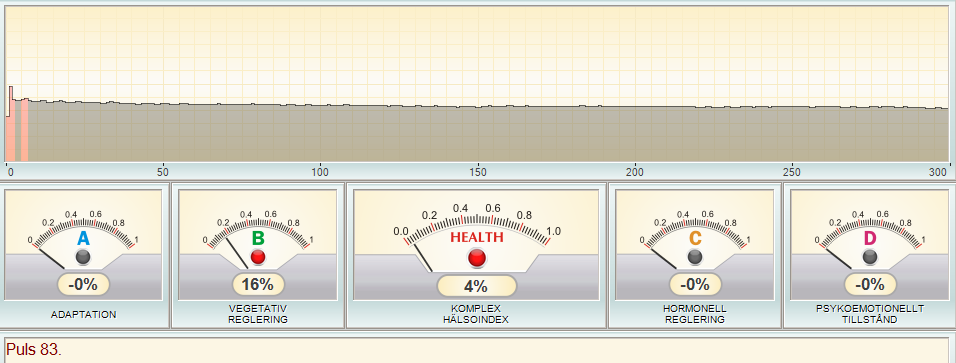 0 50 100 150 200 250 300
0 0.2 0.4 0.6 0.8 1
A
-0%
ADAPTATION
0 0.2 0.4 0.6 0.8 1
B
16%
VEGETATIV
REGLERING
0.0 0.2 0.4 0.6 0.8 1.0
HEALTH
4%
KOMPLEX
HÄLSOINDEX
0 0.2 0.4 0.6 0.8 1
C
-0%
HORMONELL
REGLERING
0 0.2 0.4 0.6 0.8 1
D
-0%
PSYKOEMOTIONELLT
TILLSTÅND
Puls 83.